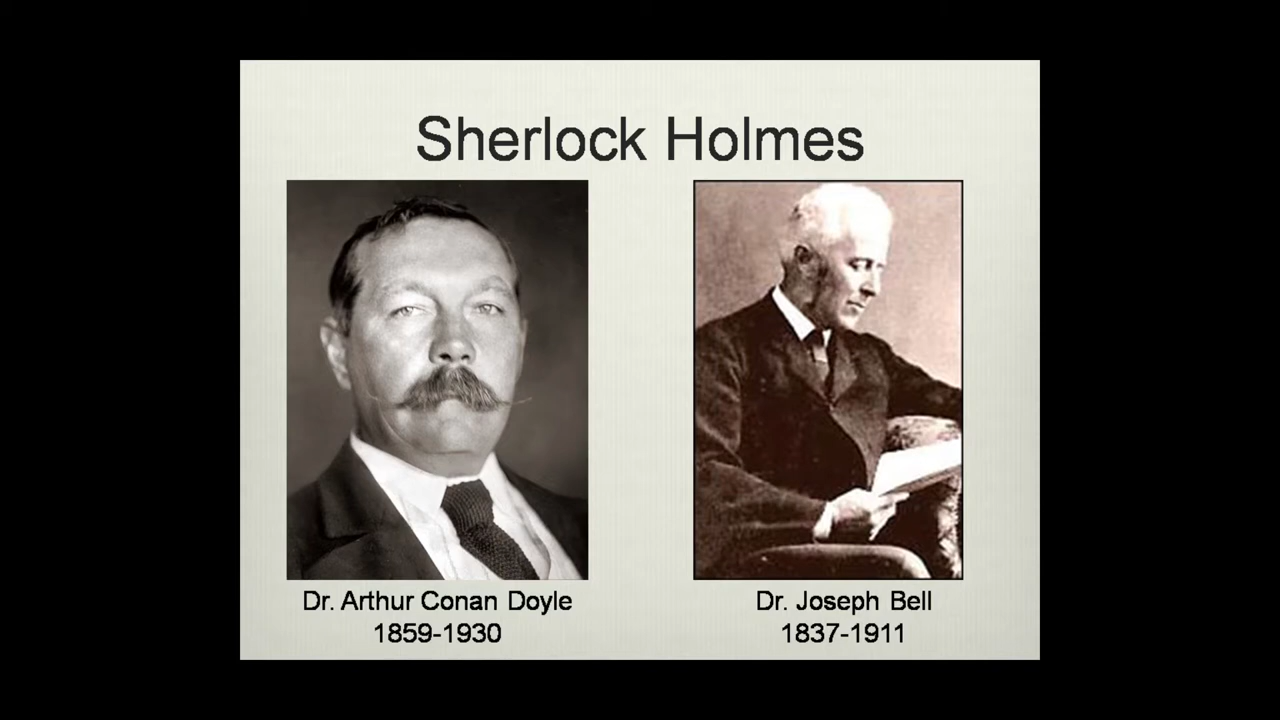 Sherlock Holmes
Dr. Arthur Conan Doyle
1859-1930
Dr. Joseph Bell
1837-1911